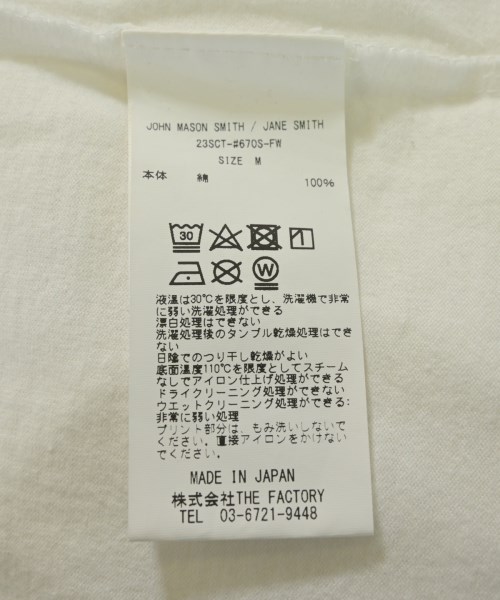 JOHN MASON SMITH / JANE SMITH
23SCT-#670S-FW
SIZE M
本体 綿 100%
30
W
液温は30℃を限度とし、洗濯機で非常
に弱い洗濯処理ができる
漂白処理はできない
洗濯処理後のタンブル乾燥処理はでき
ない
日陰でのつり干し乾燥がよい
底面温度110℃を限度としてスチーム
なしでアイロン仕上げ処理ができる
ドライクリーニング処理ができない
ウエットクリーニング処理ができる:
非常に弱い処理
プリント部分は、もみ洗いしないで
ください。直接アイロンをかけない
でください。
MADE IN JAPAN
株式会社THE FACTORY
TEL 03-6721-9448